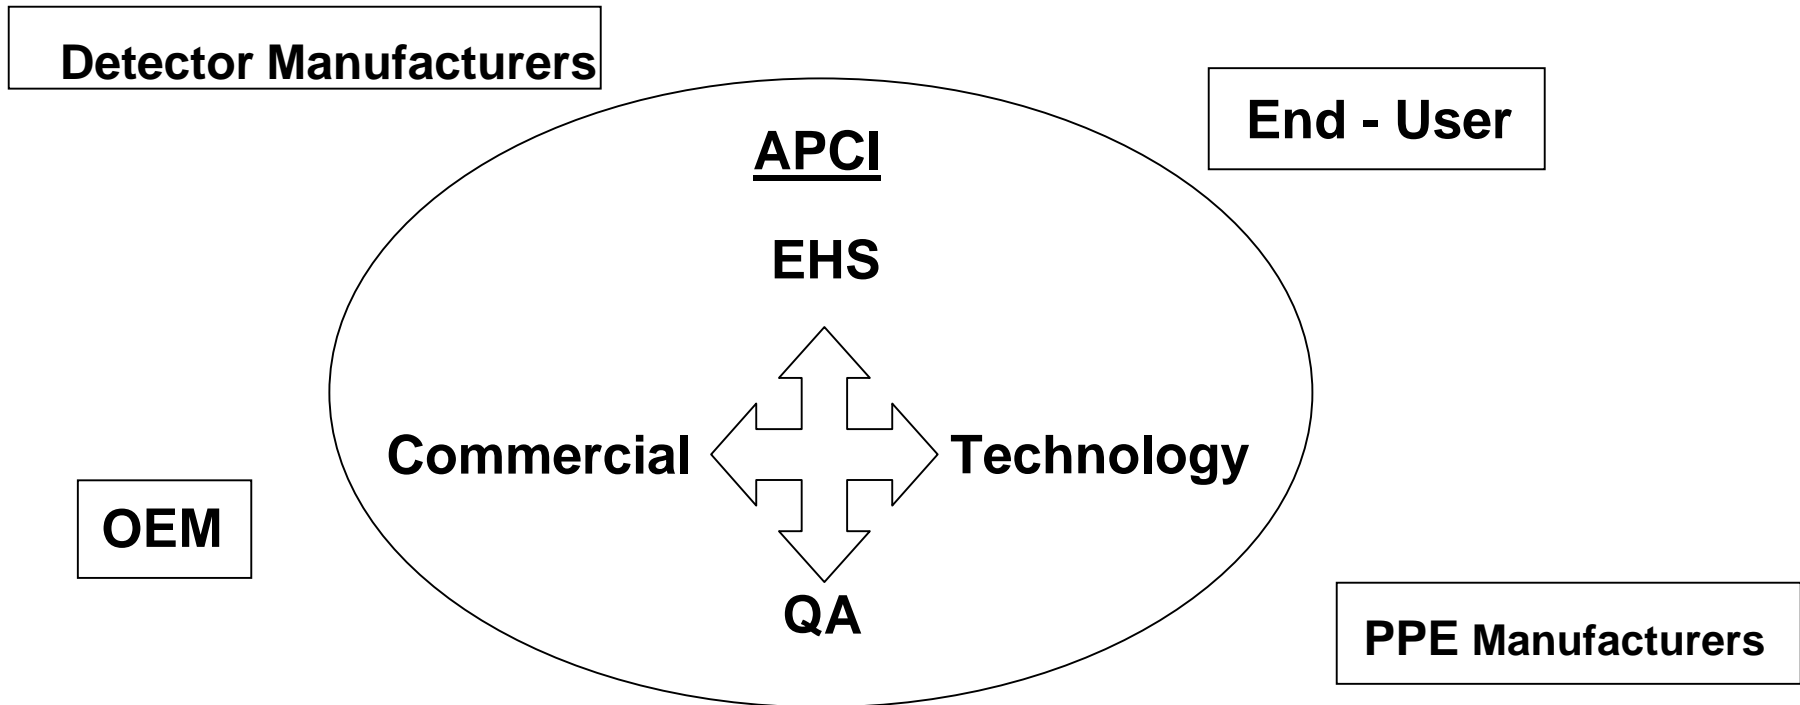 Detector Manufacturers
End - User
APCI
EHS
Commercial
Technology
OEM
QA
PPE Manufacturers